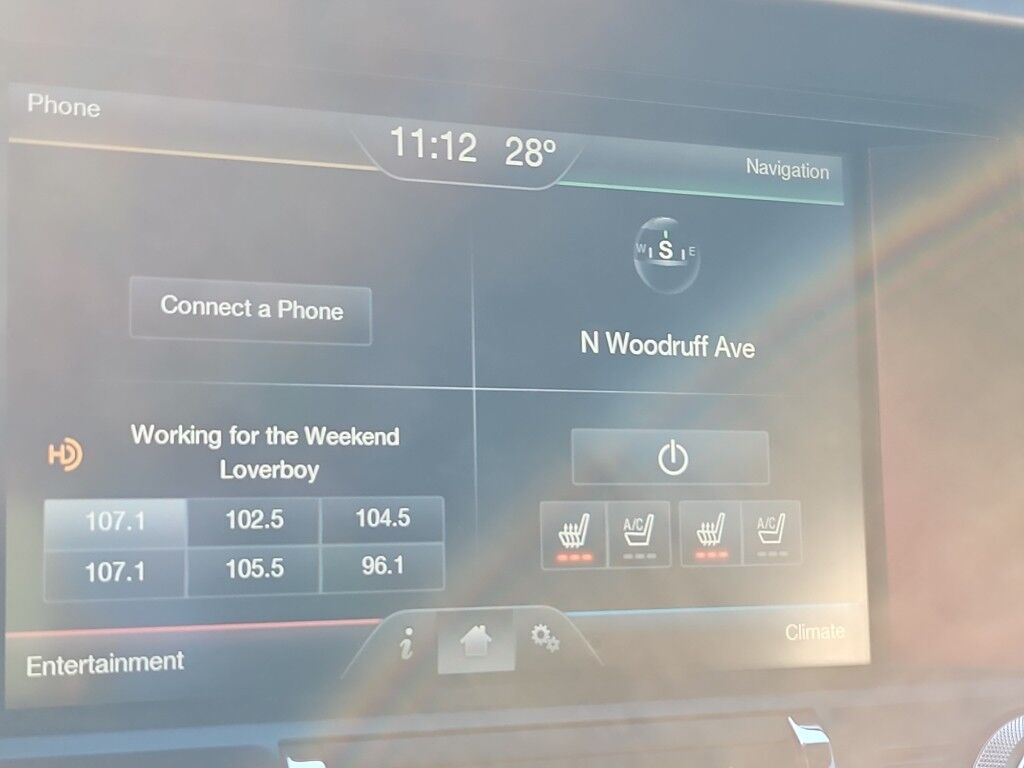 Phone
11:12 28°
Navigation
W S E
Connect a Phone
N Woodruff Ave
HD
Working for the Weekend
Loverboy
107.1 102.5 104.5
107.1 105.5 96.1
A/C A/C
i
Entertainment
Climate